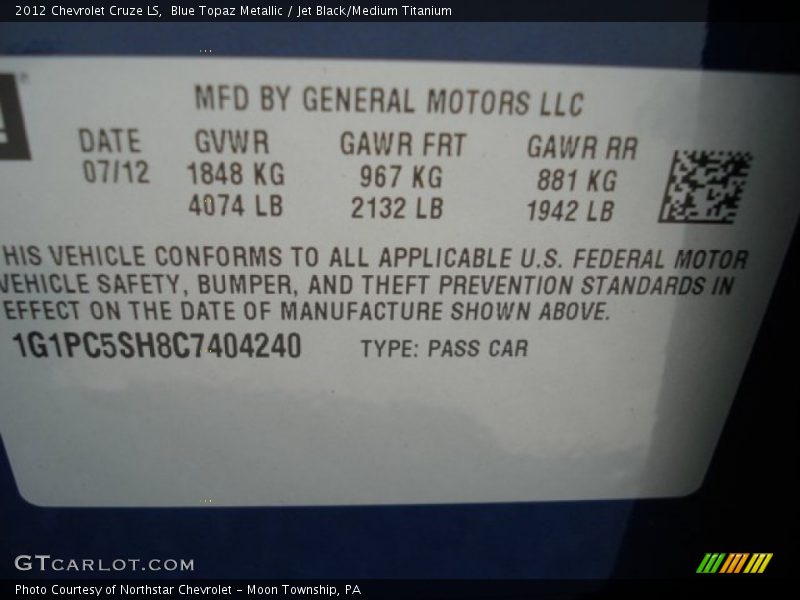 2012 Chevrolet Cruze LS, Blue Topaz Metallic / Jet Black/Medium Titanium
MFD BY GENERAL MOTORS LLC
DATE GVWR GAWR FRT GAWR RR
07/12 1848 KG 967 KG 881 KG
4074 LB 2132 LB 1942 LB
HIS VEHICLE CONFORMS TO ALL APPLICABLE U.S. FEDERAL MOTOR
VEHICLE SAFETY, BUMPER, AND THEFT PREVENTION STANDARDS IN
EFFECT ON THE DATE OF MANUFACTURE SHOWN ABOVE.
1G1PC5SH8C7404240 TYPE: PASS CAR
GTCARLOT.COM
Photo Courtesy of Northstar Chevrolet - Moon Township, PA